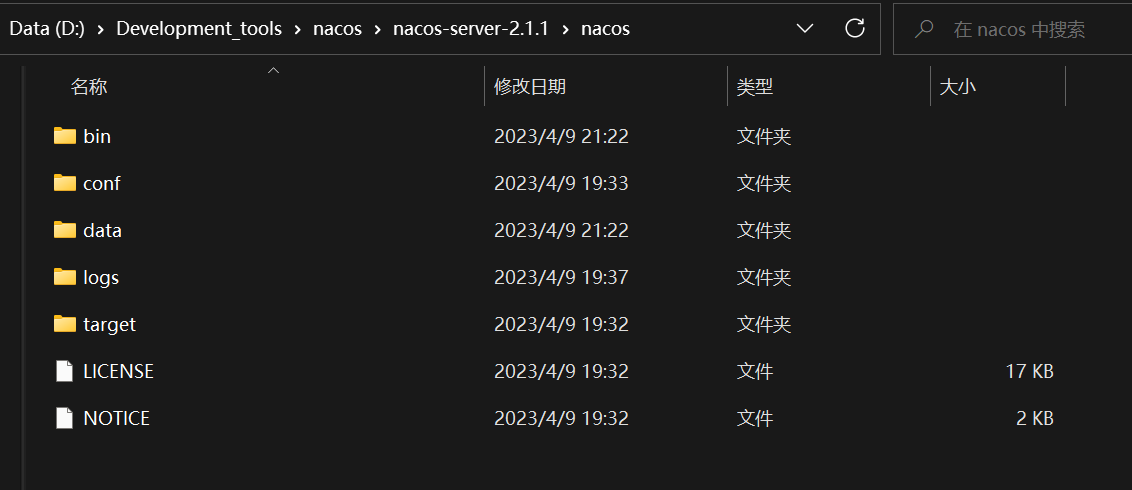 Data (D:) › Development_tools › nacos › nacos-server-2.1.1 › nacos 在 nacos 中搜索
名称 修改日期 类型 大小
bin 2023/4/9 21:22 文件夹
conf 2023/4/9 19:33 文件夹
data 2023/4/9 21:22 文件夹
logs 2023/4/9 19:37 文件夹
target 2023/4/9 19:32 文件夹
LICENSE 2023/4/9 19:32 文件 17 KB
NOTICE 2023/4/9 19:32 文件 2 KB